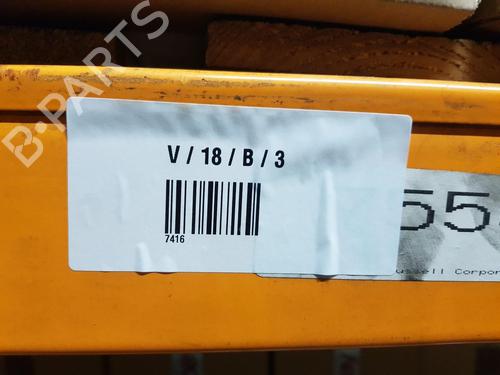 B-PARTS
V / 18 / B / 3
7416
55
ussell Corpor